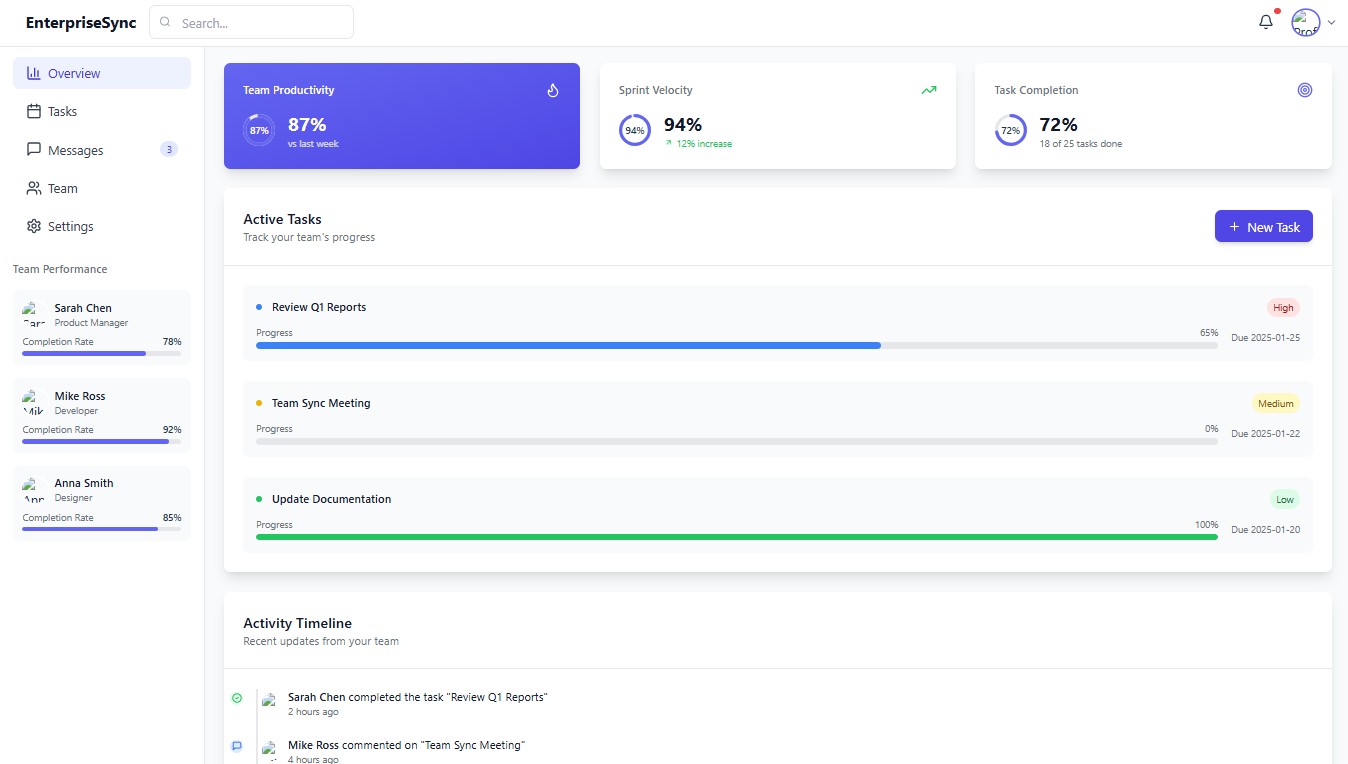 EnterpriseSync
Search...
Overview
Tasks
Messages
3
Team
Settings
Team Performance
Sarah Chen
Product Manager
Completion Rate
78%
Mike Ross
Developer
Completion Rate
92%
Anna Smith
Designer
Completion Rate
85%
Team Productivity
87%
87%
vs last week
Sprint Velocity
94%
94%
12% increase
Task Completion
72%
72%
18 of 25 tasks done
Active Tasks
Track your team's progress
New Task
Review Q1 Reports
High
Progress
65%
Due 2025-01-25
Team Sync Meeting
Medium
Progress
0%
Due 2025-01-22
Update Documentation
Low
Progress
100%
Due 2025-01-20
Activity Timeline
Recent updates from your team
Sarah Chen completed the task "Review Q1 Reports"
2 hours ago
Mike Ross commented on "Team Sync Meeting"
4 hours ago